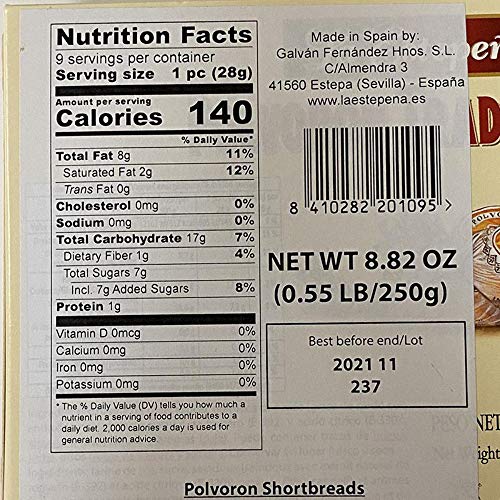 Nutrition Facts
9 servings per container
Serving size 1 pc (28g)
Amount per serving
Calories 140
% Daily Value*
Total Fat 8g 11%
Saturated Fat 2g 12%
Trans Fat 0g
Cholesterol 0mg 0%
Sodium 0mg 0%
Total Carbohydrate 17g 7%
Dietary Fiber 1g 4%
Total Sugars 7g
Incl. 7g Added Sugars 8%
Protein 1g
Vitamin D 0mcg 0%
Calcium 0mg 0%
Iron 0mg 0%
Potassium 0mg 0%
*The % Daily Value (DV) tells you how much a
nutrient in a serving of food contributes to
a daily diet. 2,000 calories a day is used for
general nutrition advice.
Made in Spain by:
Galván Fernández Hnos. S.L.
C/Almendra 3
41560 Estepa (Sevilla) - España
www.laestepena.es
8 410282 201095 >
NET WT 8.82 OZ
(0.55 LB/250g)
Best before end/Lot
2021 11
237
Polvoron Shortbreads